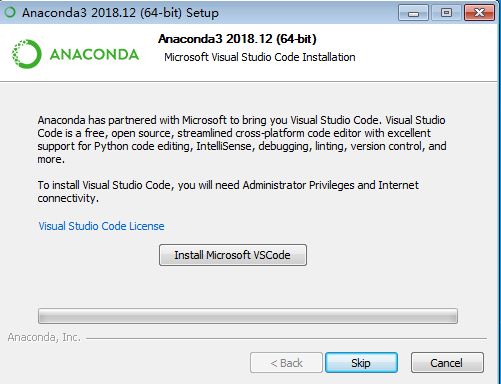 Anaconda3 2018.12 (64-bit) Setup
ANACONDA
Anaconda3 2018.12 (64-bit)
Microsoft Visual Studio Code Installation
Anaconda has partnered with Microsoft to bring you Visual Studio Code. Visual Studio
Code is a free, open source, streamlined cross-platform code editor with excellent
support for Python code editing, IntelliSense, debugging, linting, version control, and
more.
To install Visual Studio Code, you will need Administrator Privileges and Internet
connectivity.
Visual Studio Code License
Install Microsoft VSCode
Anaconda, Inc.
< Back
Skip
Cancel